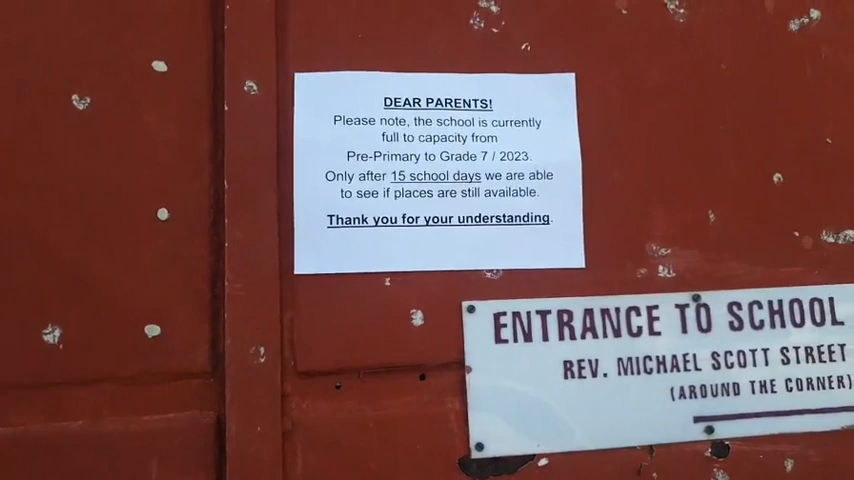 DEAR PARENTS!
Please note, the school is currently
full to capacity from
Pre-Primary to Grade 7 / 2023.
Only after 15 school days we are able
to see if places are still available.
Thank you for your understanding.
ENTRANCE TO SCHOOL
REV. MICHAEL SCOTT STREET
(AROUND THE CORNER)